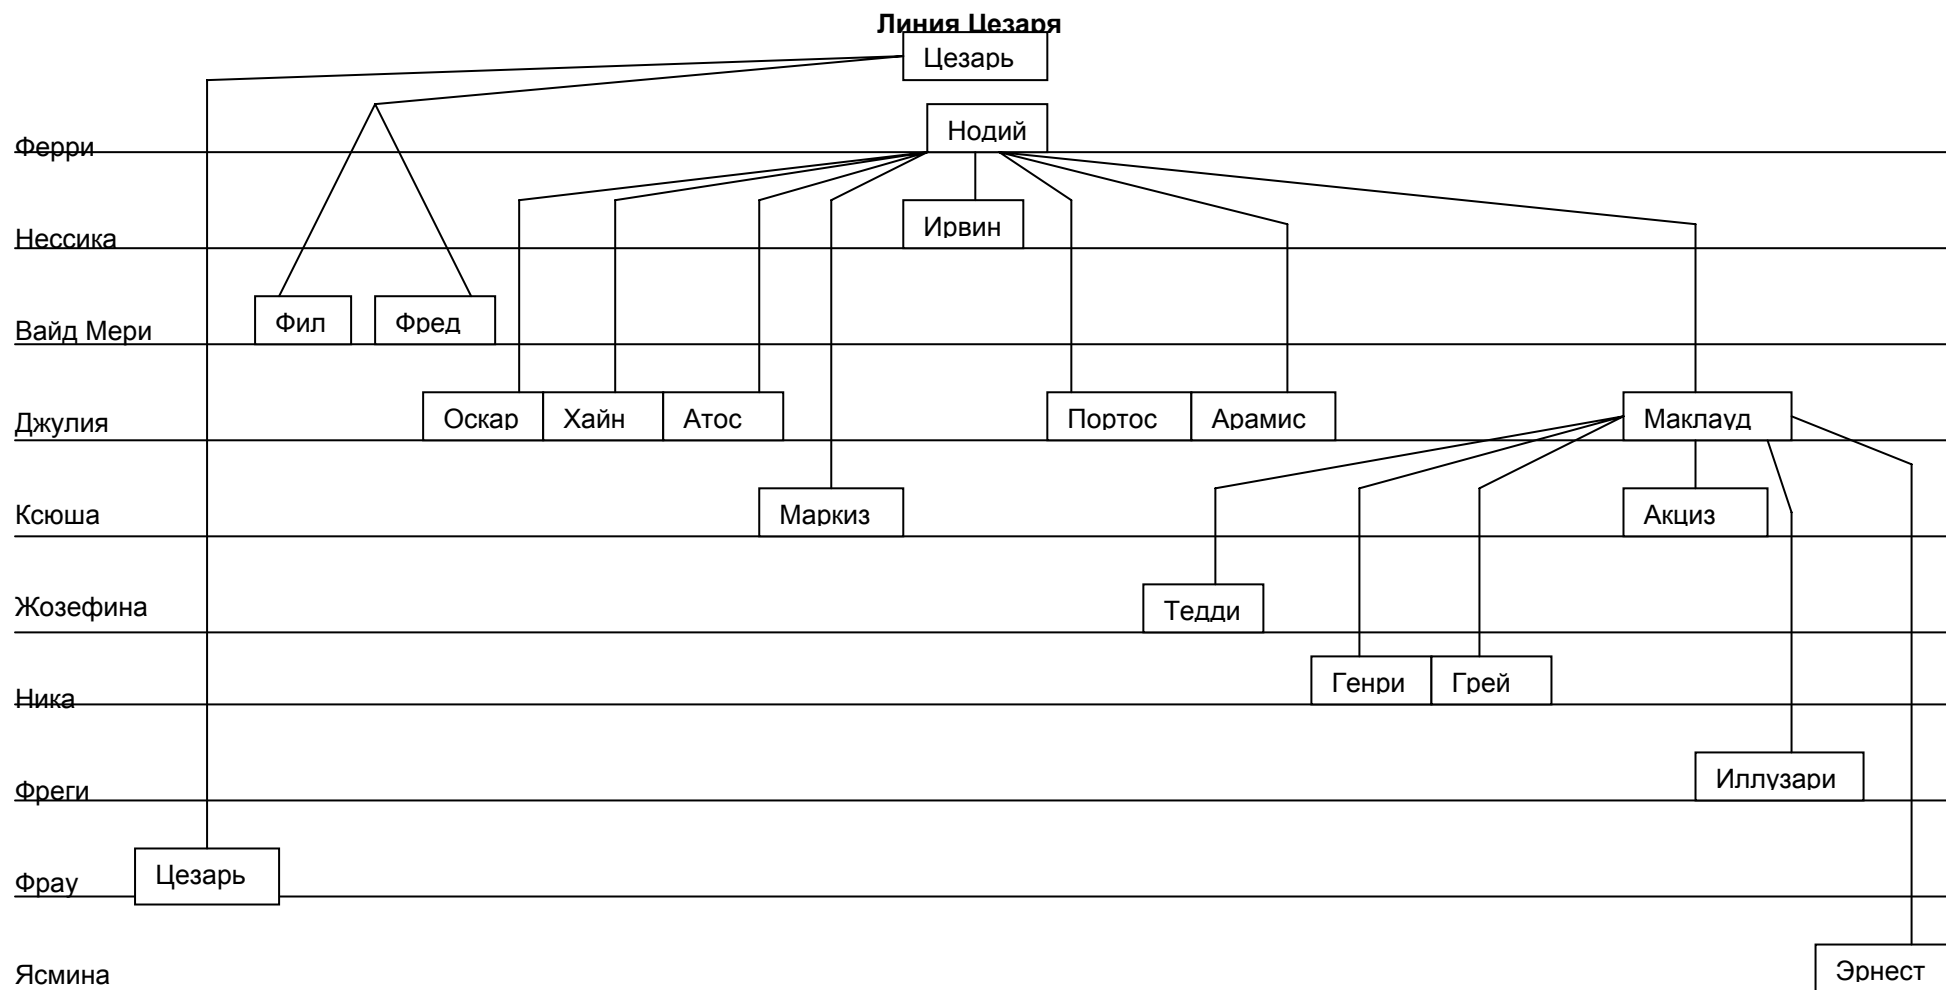 Линия Цезаря
Цезарь
Нодий
Ферри
Ирвин
Нессика
Фил Фред
Вайд Мери
Оскар Хайн Атос Портос Арамис Маклауд
Джулия
Маркиз Акциз
Ксюша
Тедди
Жозефина
Генри Грей
Ника
Иллузари
Фреги
Цезарь
Фрау
Эрнест
Ясмина